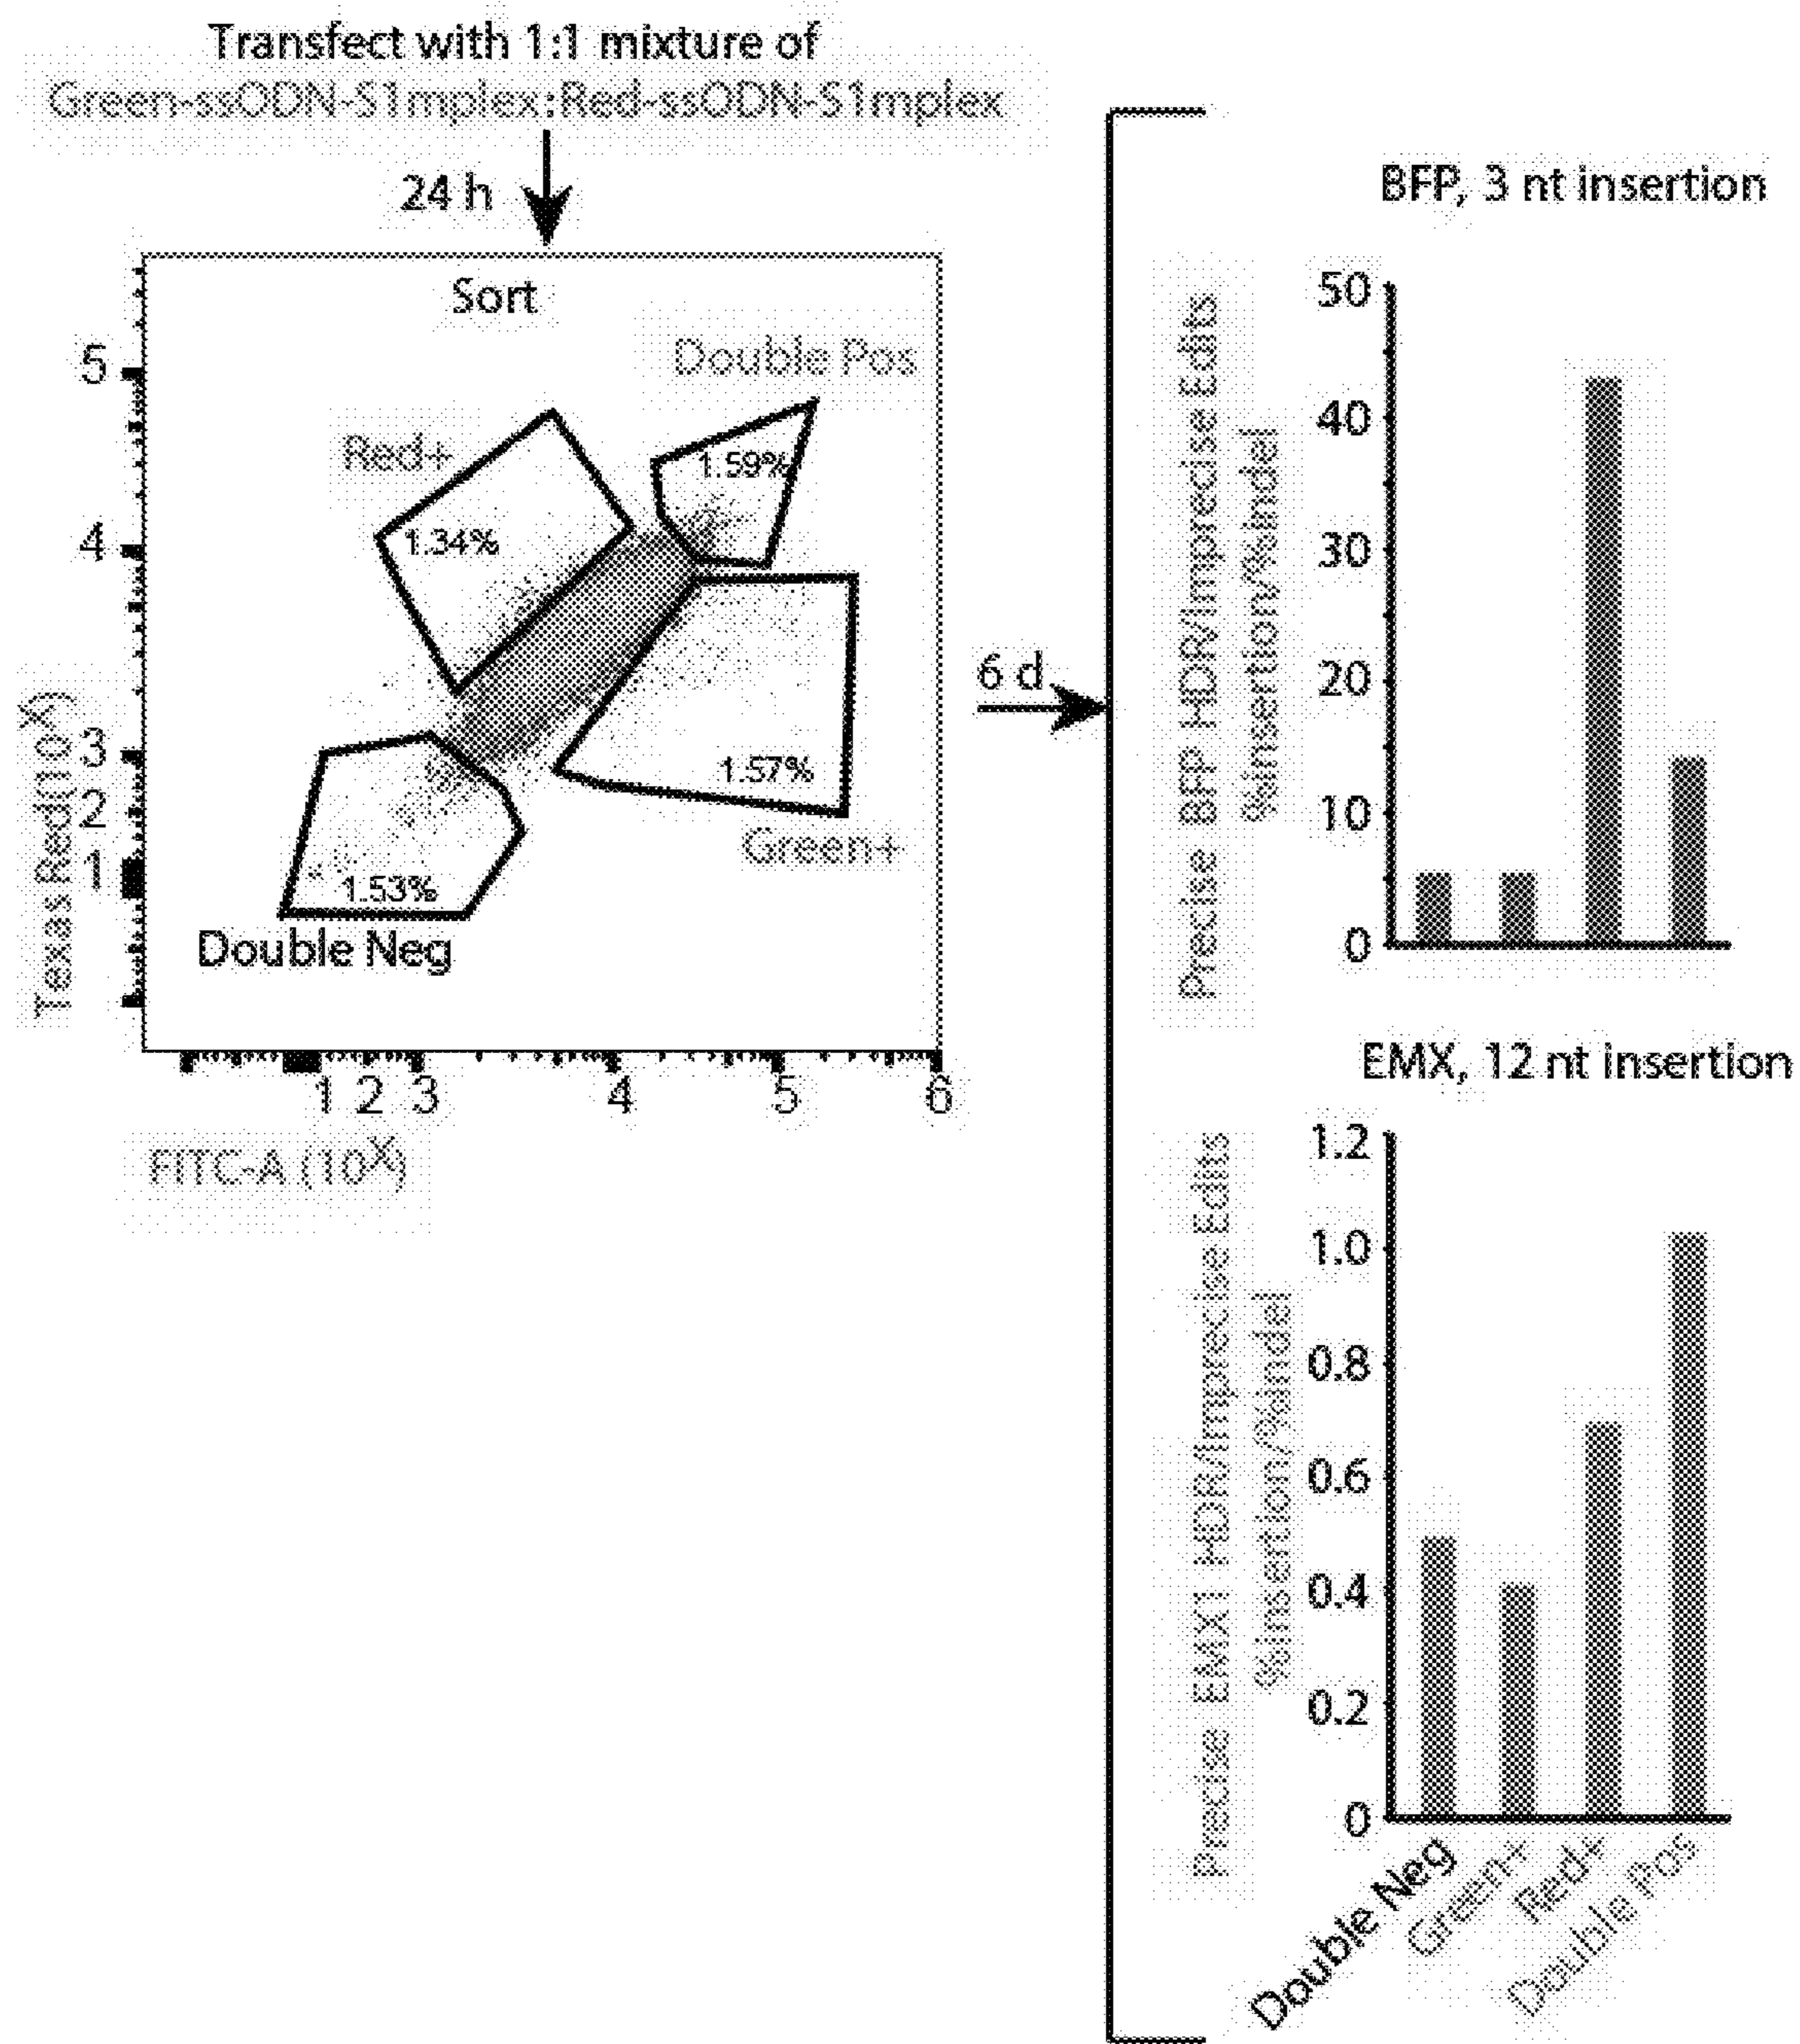 Transfect with 1:1 mixture of
Green-ssODN-S1mplex:Red-ssODN-S1mplex
24 h
Sort
Double Pos
1.59%
Red+
1.34%
1.57%
Green+
1.53%
Double Neg
5
4
3
2
1
Texas Red(10^X)
1 2 3 4 5 6
FITC-A (10^X)
6 d
BFP, 3 nt insertion
Precise BFP HDR/Imprecise Edits
%insertion/%indel
50
40
30
20
10
0
EMX, 12 nt insertion
Precise EMX1 HDR/Imprecise Edits
%insertion/%indel
1.2
1.0
0.8
0.6
0.4
0.2
0
Double Neg
Green+
Red+
Double Pos